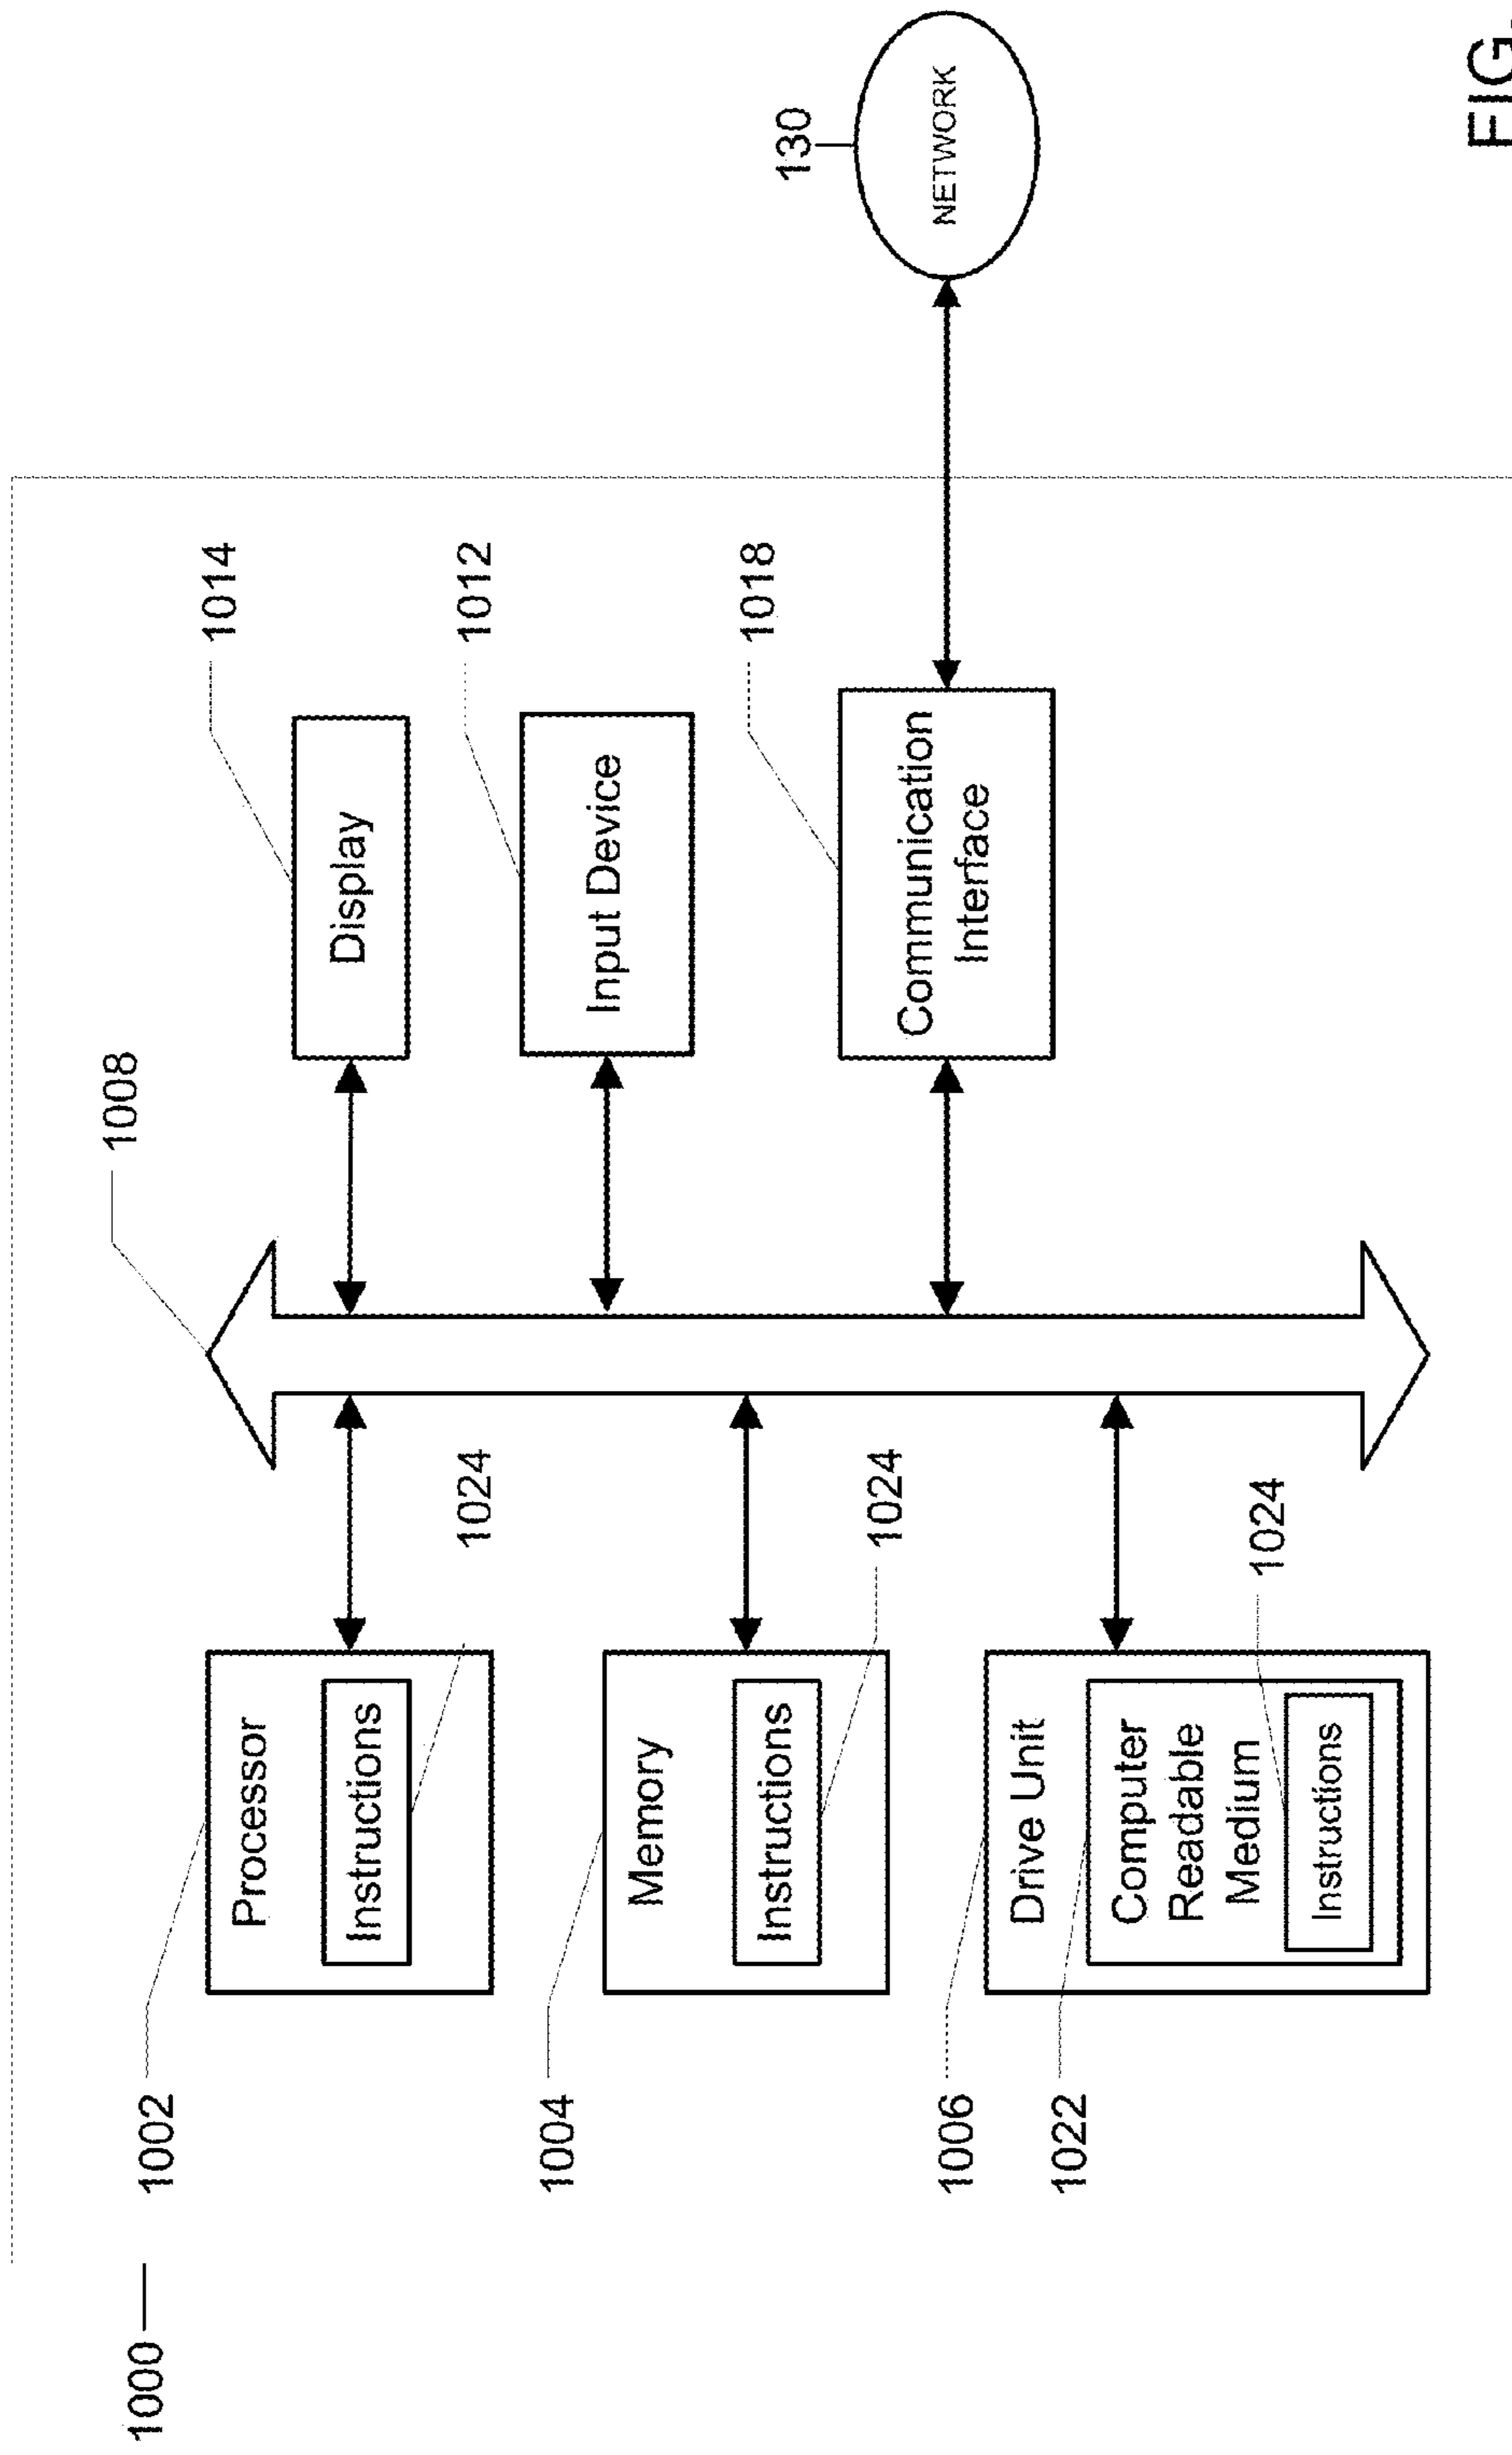 1000
1008
1002
Processor
Instructions
1024
1014
Display
1012
Input Device
1004
Memory
Instructions
1024
1018
Communication
Interface
130
NETWORK
1006
Drive Unit
1022
Computer
Readable
Medium
1024
Instructions
FIG.